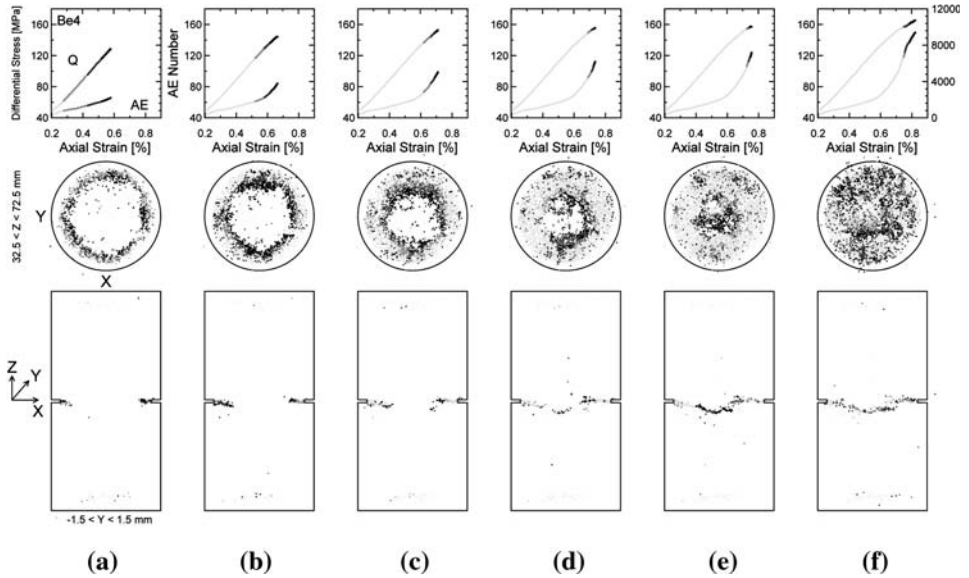 Differential Stress [MPa]
160
120
80
40
Be4
Q
AE
0.2 0.4 0.6 0.8
Axial Strain [%]
AE Number
160
120
80
40
0.2 0.4 0.6 0.8
Axial Strain [%]
160
120
80
40
0.2 0.4 0.6 0.8
Axial Strain [%]
160
120
80
40
0.2 0.4 0.6 0.8
Axial Strain [%]
160
120
80
40
0.2 0.4 0.6 0.8
Axial Strain [%]
160
120
80
40
0.2 0.4 0.6 0.8
Axial Strain [%]
12000
8000
4000
0
32.5 < Z < 72.5 mm
Y
X
Z
Y
X
-1.5 < Y < 1.5 mm
(a) (b) (c) (d) (e) (f)